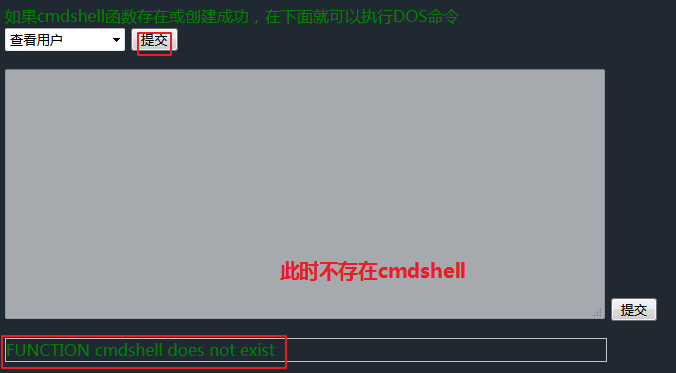 如果cmdshell函数存在或创建成功，在下面就可以执行DOS命令
查看用户 提交
此时不存在cmdshell
提交
FUNCTION cmdshell does not exist